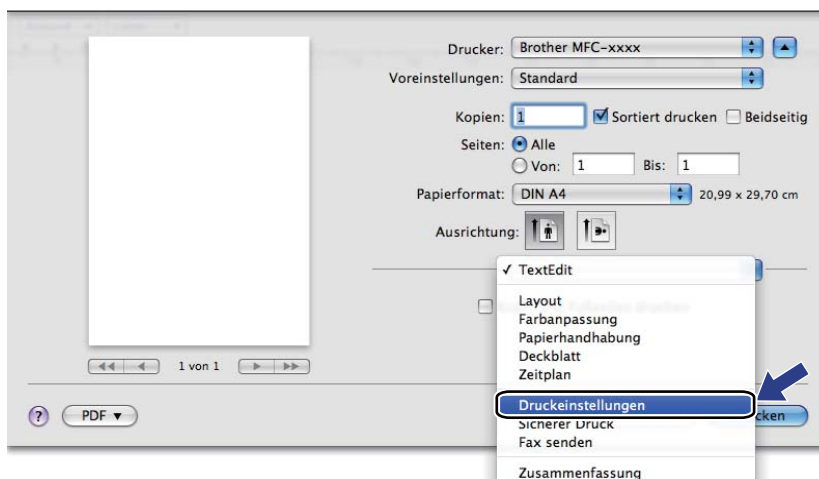 Drucker: Brother MFC-xxxx
Voreinstellungen: Standard
Kopien: 1 Sortiert drucken Beidseitig
Seiten: Alle
Von: 1 Bis: 1
Papierformat: DIN A4 20,99 x 29,70 cm
Ausrichtung:
✓ TextEdit
Layout
Farbanpassung
Papierhandhabung
Deckblatt
Zeitplan
Druckeinstellungen
Sicherer Druck
Fax senden
Zusammenfassung
1 von 1
? PDF ▼